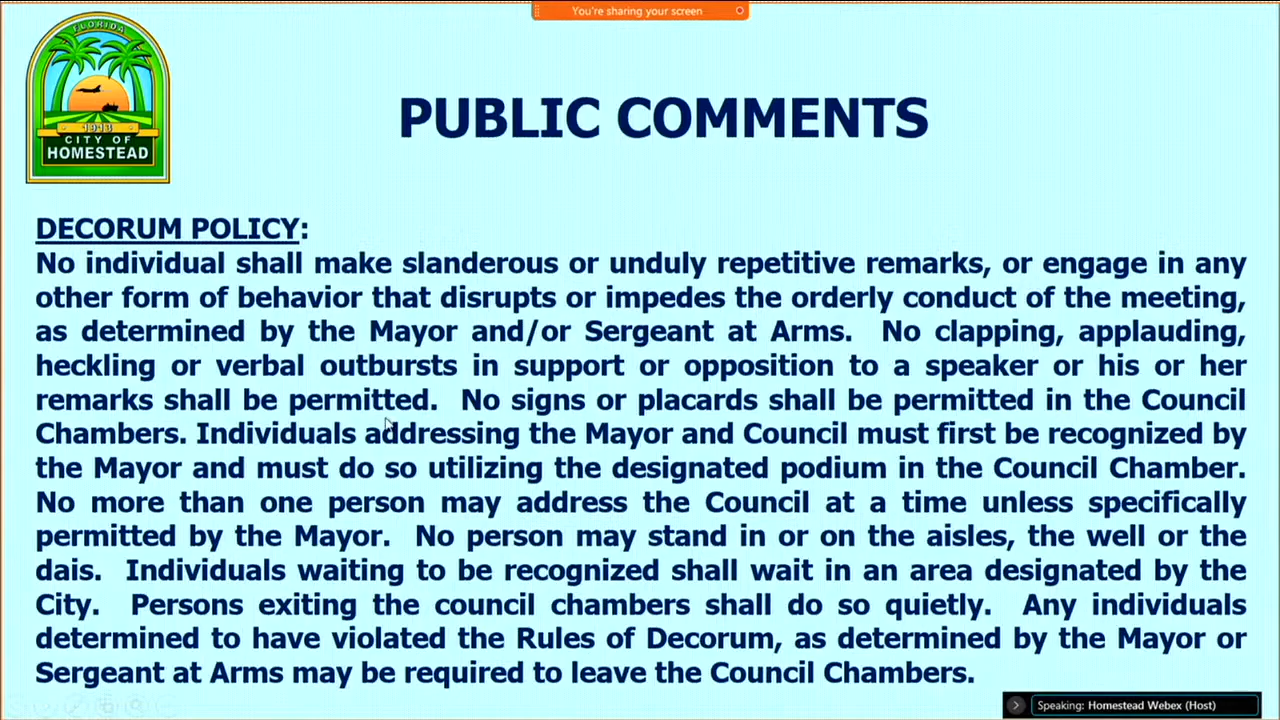 You're sharing your screen
FLORIDA
1913
CITY OF
HOMESTEAD
PUBLIC COMMENTS
DECORUM POLICY:
No individual shall make slanderous or unduly repetitive remarks, or engage in any
other form of behavior that disrupts or impedes the orderly conduct of the meeting,
as determined by the Mayor and/or Sergeant at Arms. No clapping, applauding,
heckling or verbal outbursts in support or opposition to a speaker or his or her
remarks shall be permitted. No signs or placards shall be permitted in the Council
Chambers. Individuals addressing the Mayor and Council must first be recognized by
the Mayor and must do so utilizing the designated podium in the Council Chamber.
No more than one person may address the Council at a time unless specifically
permitted by the Mayor. No person may stand in or on the aisles, the well or the
dais. Individuals waiting to be recognized shall wait in an area designated by the
City. Persons exiting the council chambers shall do so quietly. Any individuals
determined to have violated the Rules of Decorum, as determined by the Mayor or
Sergeant at Arms may be required to leave the Council Chambers.
Speaking: Homestead Webex (Host)